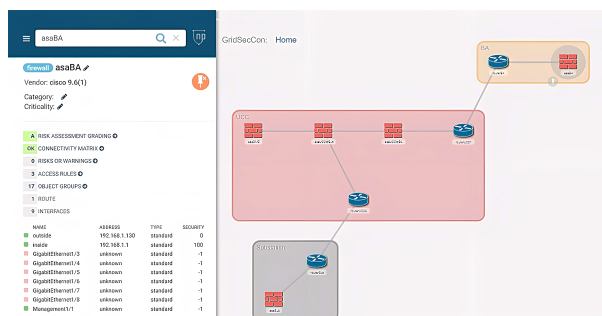 asaBA
np
GridSecCon: Home
firewall asaBA
Vendor: cisco 9.6(1)
Category:
Criticality:
A RISK ASSESSMENT GRADING
OK CONNECTIVITY MATRIX
0 RISKS OR WARNINGS
3 ACCESS RULES
17 OBJECT GROUPS
1 ROUTE
9 INTERFACES
NAME ADDRESS TYPE SECURITY
outside 192.168.1.130 standard 0
inside 192.168.1.1 standard 100
GigabitEthernet1/3 unknown standard -1
GigabitEthernet1/4 unknown standard -1
GigabitEthernet1/5 unknown standard -1
GigabitEthernet1/6 unknown standard -1
GigabitEthernet1/7 unknown standard -1
GigabitEthernet1/8 unknown standard -1
Management1/1 unknown standard -1
BA
Substation